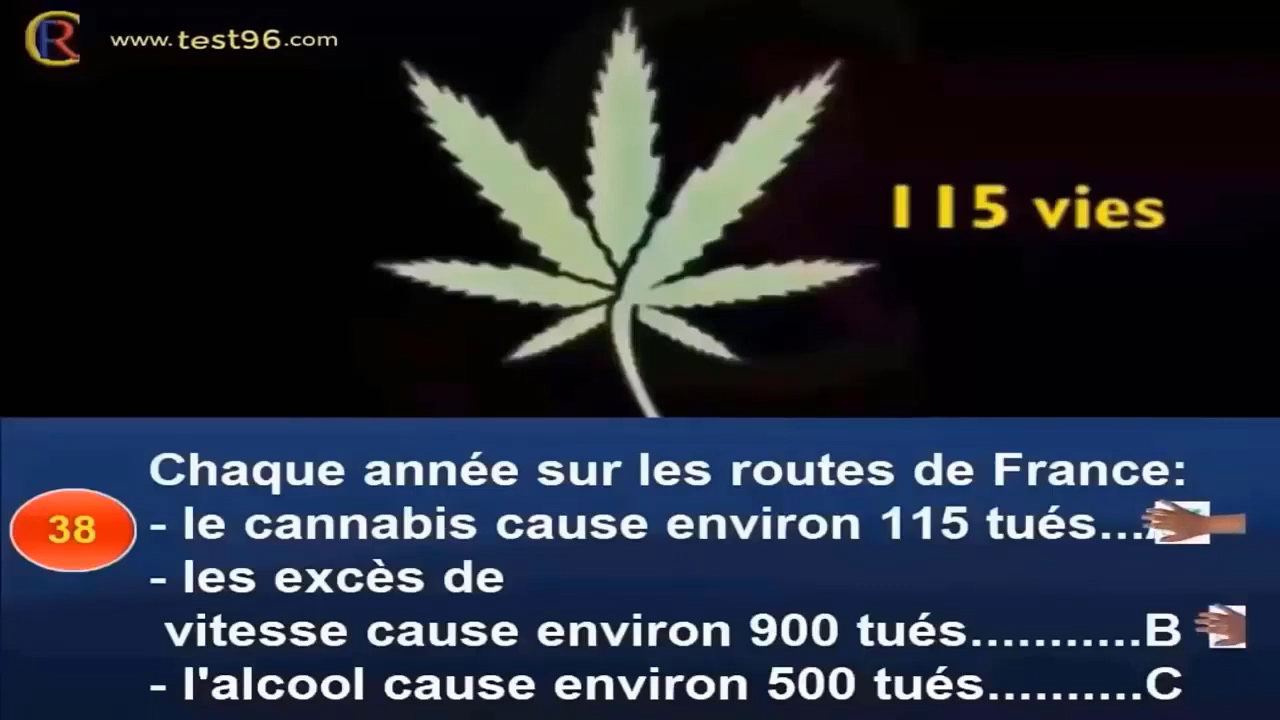 www.test96.com
115 vies
Chaque année sur les routes de France:
38
- le cannabis cause environ 115 tués...
- les excès de
vitesse cause environ 900 tués...........B
- l'alcool cause environ 500 tués..........C